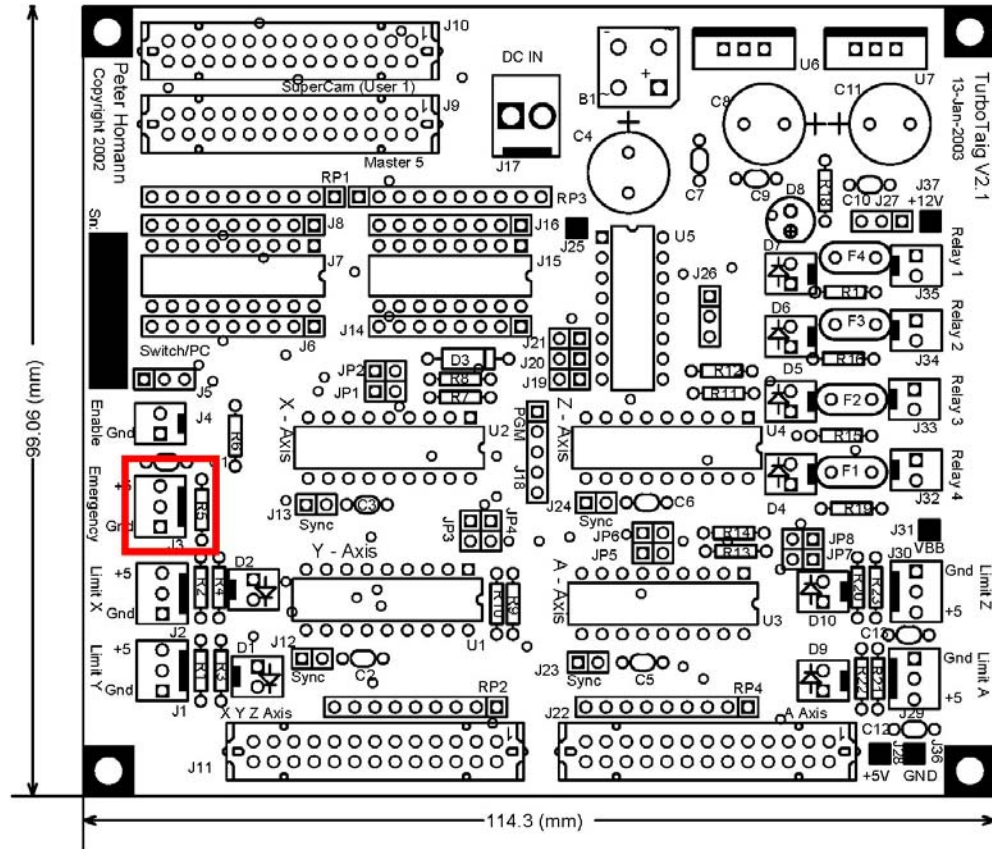 J10
DC IN
U6
U7
Peter Homann
Copyright 2002
SuperCam (User 1)
J9
B1
~
~
+
C8
C11
TurboTaig V2.1
13-Jan-2003
Master 5
J17
C4
C7
C9
R18
RP1
RP3
D8
C10
J27
J37
+12V
Sn:
J8
J16
J25
U5
D7
F4
Relay 1
J7
J15
J26
R17
J35
J6
J14
D6
F3
Relay 2
Switch/PC
J21
J20
J19
D3
R16
J34
JP2
JP1
R8
R7
R12
R11
D5
F2
Relay 3
J5
Enable
J4
Gnd
R6
X - Axis
U2
PGM
J18
Z - Axis
U4
R15
J33
F1
Relay 4
Emergency
+5
Gnd
R5
J3
J13
Sync
C3
JP3
JP4
J24
Sync
C6
D4
R19
J32
J31
VBB
JP6
JP5
R14
R13
JP8
JP7
J30
Y - Axis
A - Axis
Limit X
+5
Gnd
J2
R2
R4
D2
U1
R10
R9
U3
D10
R20
R23
Gnd
+5
Limit Z
C13
Limit Y
+5
Gnd
J1
R1
R3
D1
J12
Sync
C2
J23
Sync
C5
D9
R22
R21
Gnd
+5
Limit A
J29
X Y Z Axis
RP2
J22
RP4
A Axis
C12
J11
1
1
J28
J36
+5V
GND
99.06 (mm)
114.3 (mm)